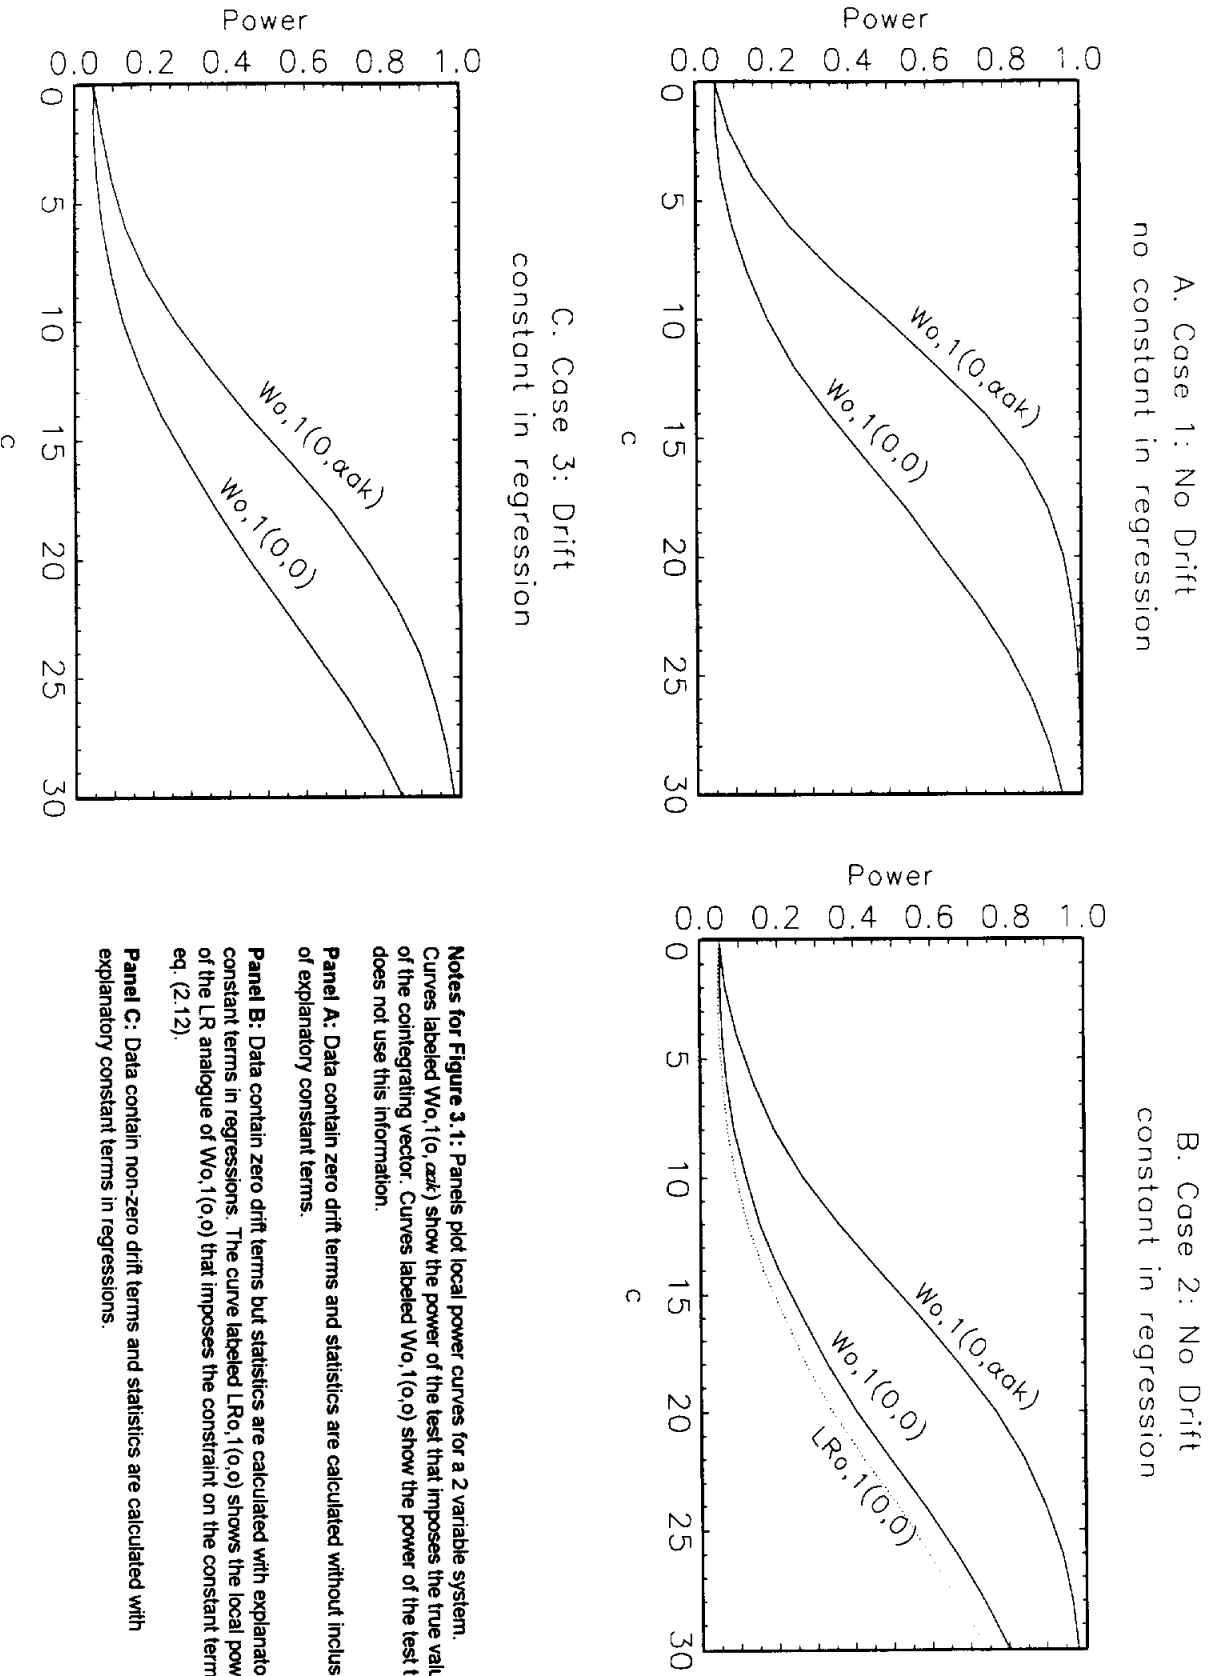 A. Case 1: No Drift
no constant in regression
Power
0.0 0.2 0.4 0.6 0.8 1.0
Wo,1(0,αak)
Wo,1(0,0)
0 5 10 15 20 25 30
c
B. Case 2: No Drift
constant in regression
Power
0.0 0.2 0.4 0.6 0.8 1.0
Wo,1(0,αak)
Wo,1(0,0)
LRo,1(0,0)
0 5 10 15 20 25 30
c
C. Case 3: Drift
constant in regression
Power
0.0 0.2 0.4 0.6 0.8 1.0
Wo,1(0,αak)
Wo,1(0,0)
0 5 10 15 20 25 30
c
Notes for Figure 3.1: Panels plot local power curves for a 2 variable system.
Curves labeled Wo,1(o,αak) show the power of the test that imposes the true
of the cointegrating vector. Curves labeled Wo,1(o,o) show the power of the test
does not use this information.
Panel A: Data contain zero drift terms and statistics are calculated without
of explanatory constant terms.
Panel B: Data contain zero drift terms but statistics are calculated with
constant terms in regressions. The curve labeled LRo,1(o,o) shows the local
of the LR analogue of Wo,1(o,o) that imposes the constraint on the constant term
eq. (2.12).
Panel C: Data contain non-zero drift terms and statistics are calculated with
explanatory constant terms in regressions.